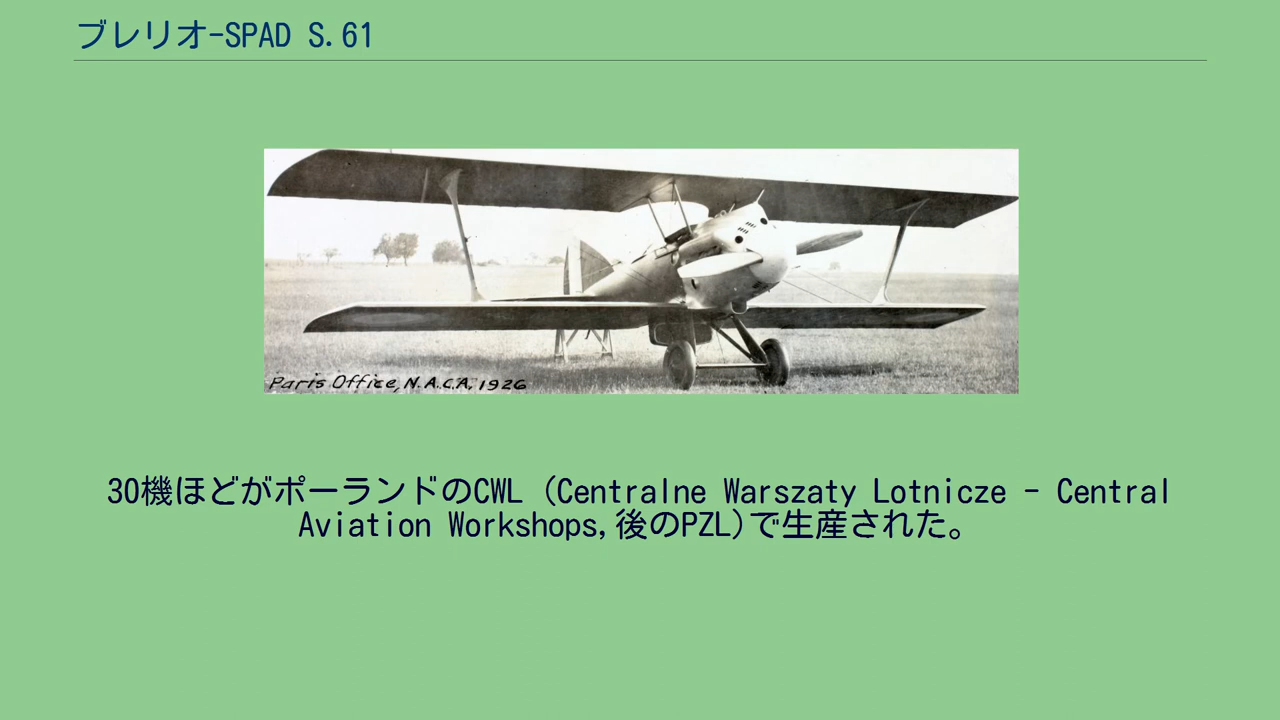 ブレリオ-SPAD S.61
Paris Office, N.A.C.A. 1926
30機ほどがポーランドのCWL (Centralne Warszaty Lotnicze - Central
Aviation Workshops,後のPZL)で生産された。